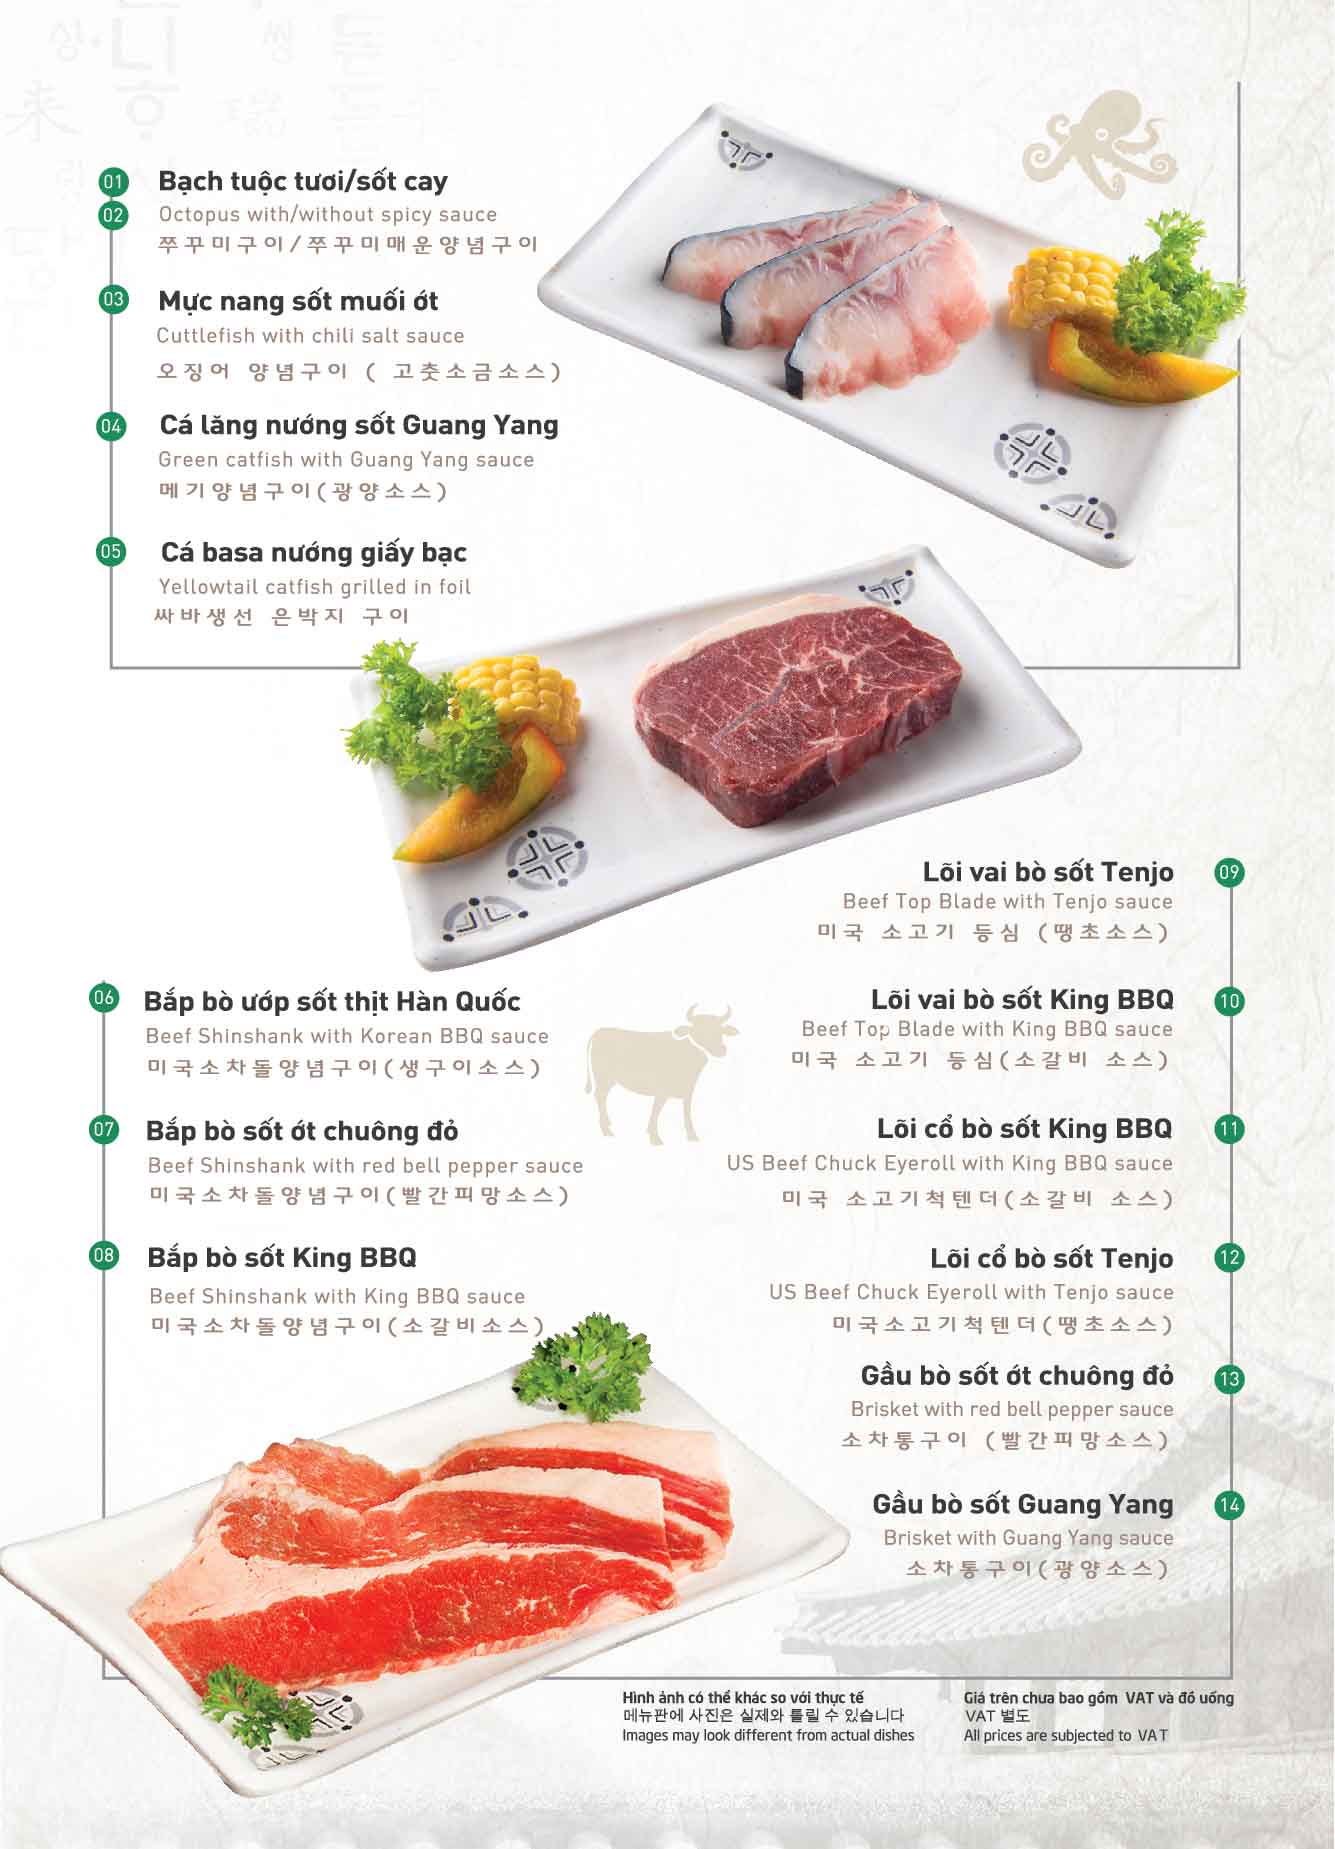 01
Bạch tuộc tươi/sốt cay
02
Octopus with/without spicy sauce
쭈꾸미구이/쭈꾸미매운양념구이
03
Mực nang sốt muối ớt
Cuttlefish with chili salt sauce
오징어 양념구이 ( 고춧소금소스)
04
Cá lăng nướng sốt Guang Yang
Green catfish with Guang Yang sauce
메기양념구이(광양소스)
05
Cá basa nướng giấy bạc
Yellowtail catfish grilled in foil
싸바생선 은박지 구이
06
Bắp bò ướp sốt thịt Hàn Quốc
Beef Shinshank with Korean BBQ sauce
미국소차돌양념구이(생구이소스)
07
Bắp bò sốt ớt chuông đỏ
Beef Shinshank with red bell pepper sauce
미국소차돌양념구이(빨간피망소스)
08
Bắp bò sốt King BBQ
Beef Shinshank with King BBQ sauce
미국소차돌양념구이(소갈비소스)
Lõi vai bò sốt Tenjo
09
Beef Top Blade with Tenjo sauce
미국 소고기 등심 (땡초소스)
Lõi vai bò sốt King BBQ
10
Beef Top Blade with King BBQ sauce
미국 소고기 등심(소갈비 소스)
Lõi cổ bò sốt King BBQ
11
US Beef Chuck Eyeroll with King BBQ sauce
미국 소고기척텐더(소갈비 소스)
Lõi cổ bò sốt Tenjo
12
US Beef Chuck Eyeroll with Tenjo sauce
미국소고기척텐더(땡초소스)
Gầu bò sốt ớt chuông đỏ
13
Brisket with red bell pepper sauce
소차통구이 (빨간피망소스)
Gầu bò sốt Guang Yang
14
Brisket with Guang Yang sauce
소차통구이(광양소스)
Hình ảnh có thể khác so với thực tế
메뉴판에 사진은 실제와 틀릴 수 있습니다
Images may look different from actual dishes
Giá trên chưa bao gồm VAT và đồ uống
VAT 별도
All prices are subjected to VAT